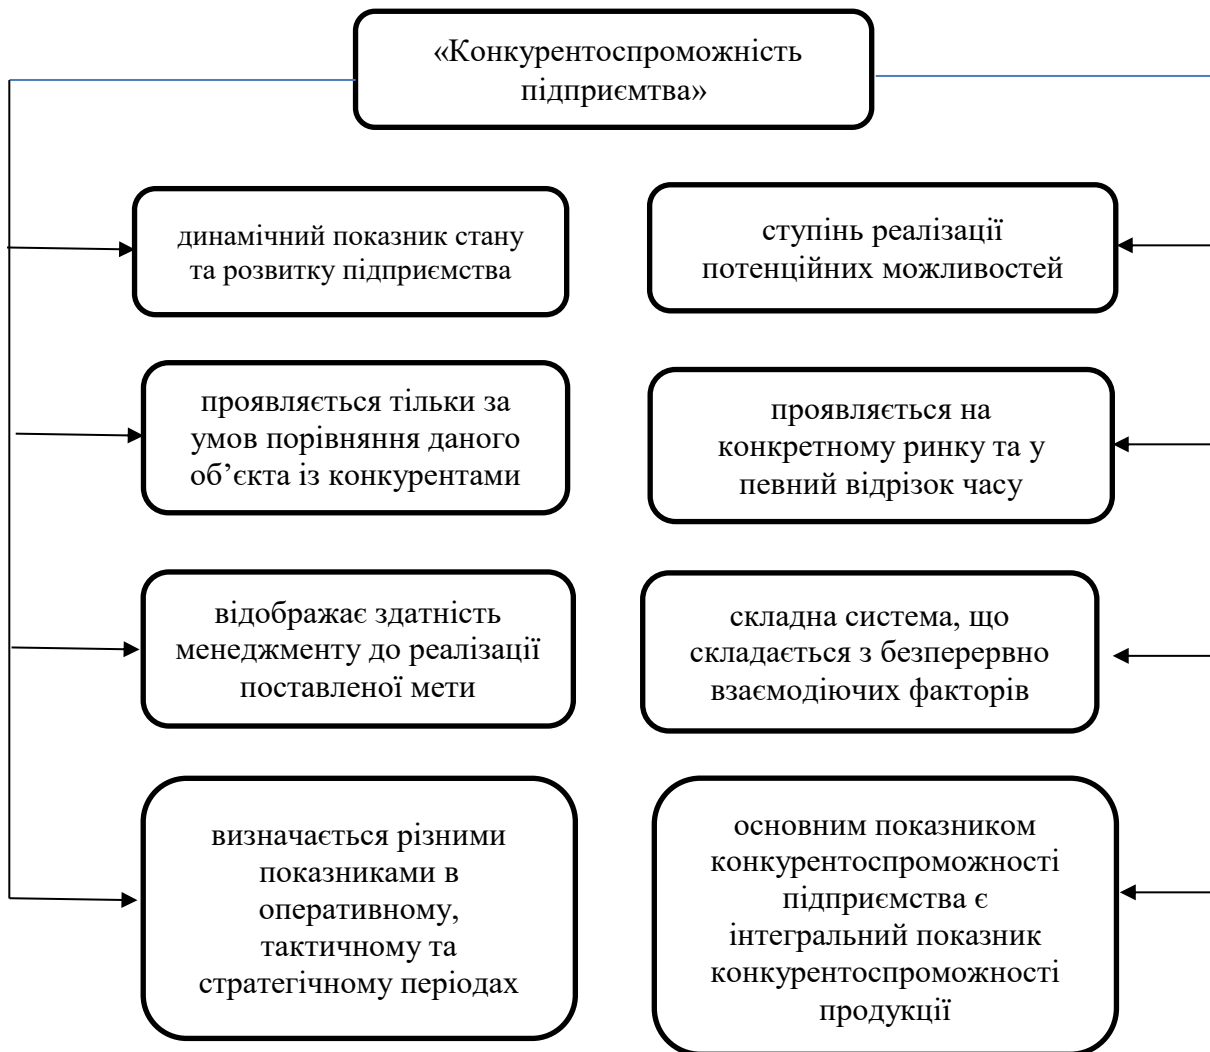 «Конкурентоспроможність
підприємтва»
динамічний показник стану
та розвитку підприємства
ступінь реалізації
потенційних можливостей
проявляється тільки за
умов порівняння даного
об’єкта із конкурентами
проявляється на
конкретному ринку та у
певний відрізок часу
відображає здатність
менеджменту до реалізації
поставленої мети
складна система, що
складається з безперервно
взаємодіючих факторів
визначається різними
показниками в
оперативному,
тактичному та
стратегічному періодах
основним показником
конкурентоспроможності
підприємства є
інтегральний показник
конкурентоспроможності
продукції